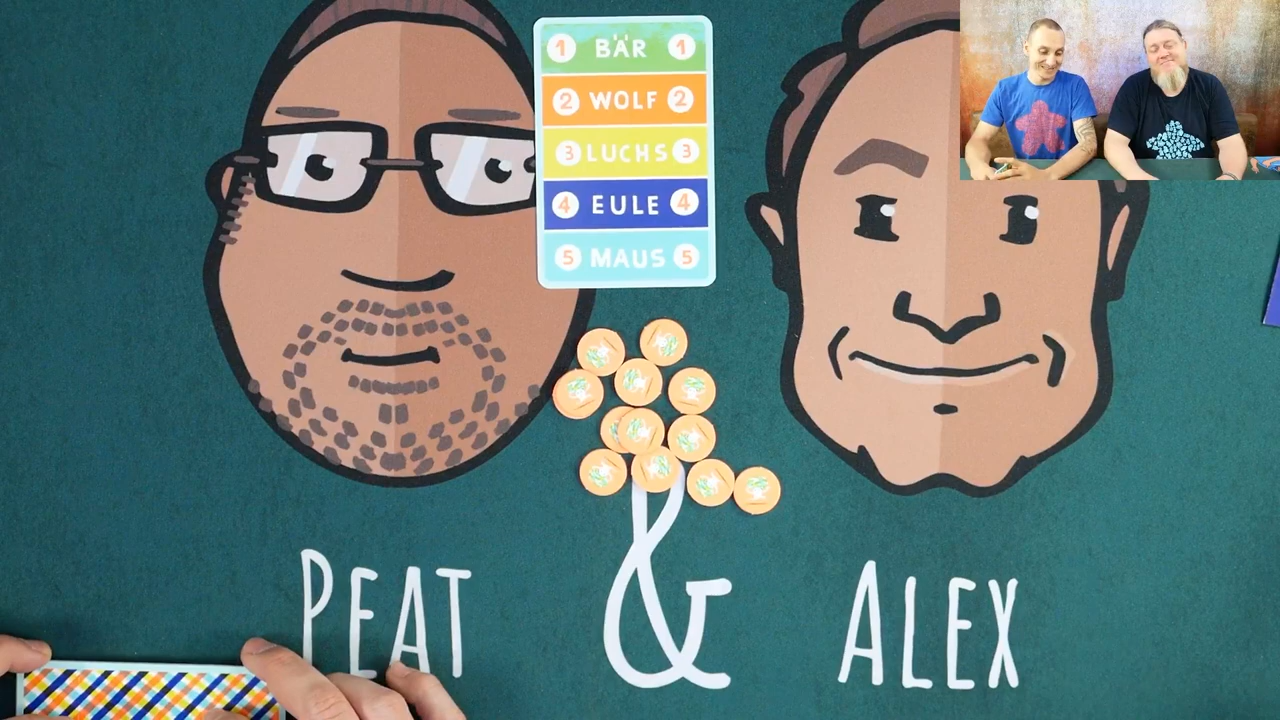 1 BÄR 1
2 WOLF 2
3 LUCHS 3
4 EULE 4
5 MAUS 5
PEAT & ALEX